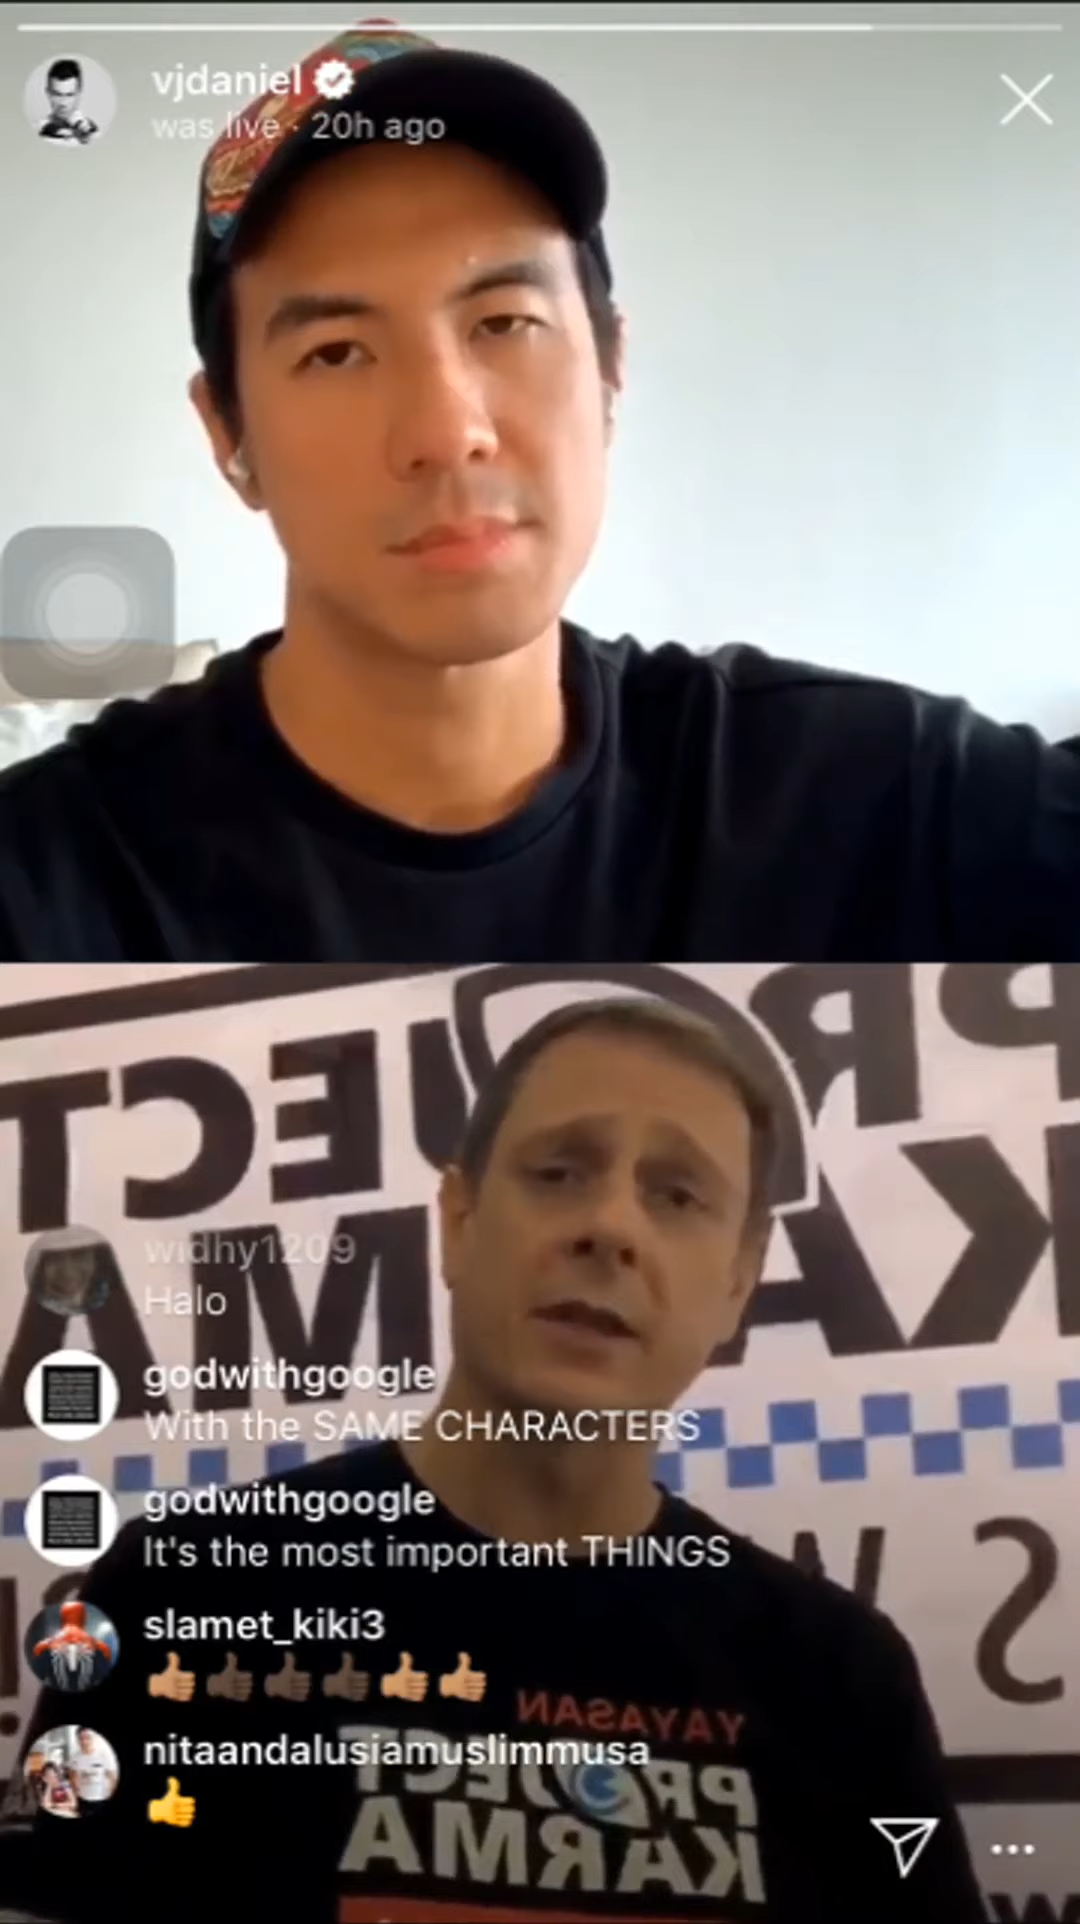 vjdaniel
was live · 20h ago
PROJECT
KARMA
widhy1209
Halo
godwithgoogle
With the SAME CHARACTERS
godwithgoogle
It's the most important THINGS
slamet_kiki3
👍🏼👍🏿👍🏿👍🏿👍🏼👍🏼
nitaandalusiamuslimmusa
👍
YAYASAN
PROJECT
KARMA